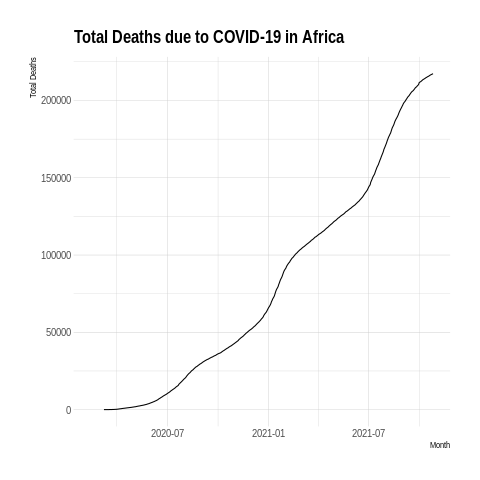 Total Deaths due to COVID-19 in Africa
Total Deaths
200000
150000
100000
50000
0
2020-07 2021-01 2021-07
Month